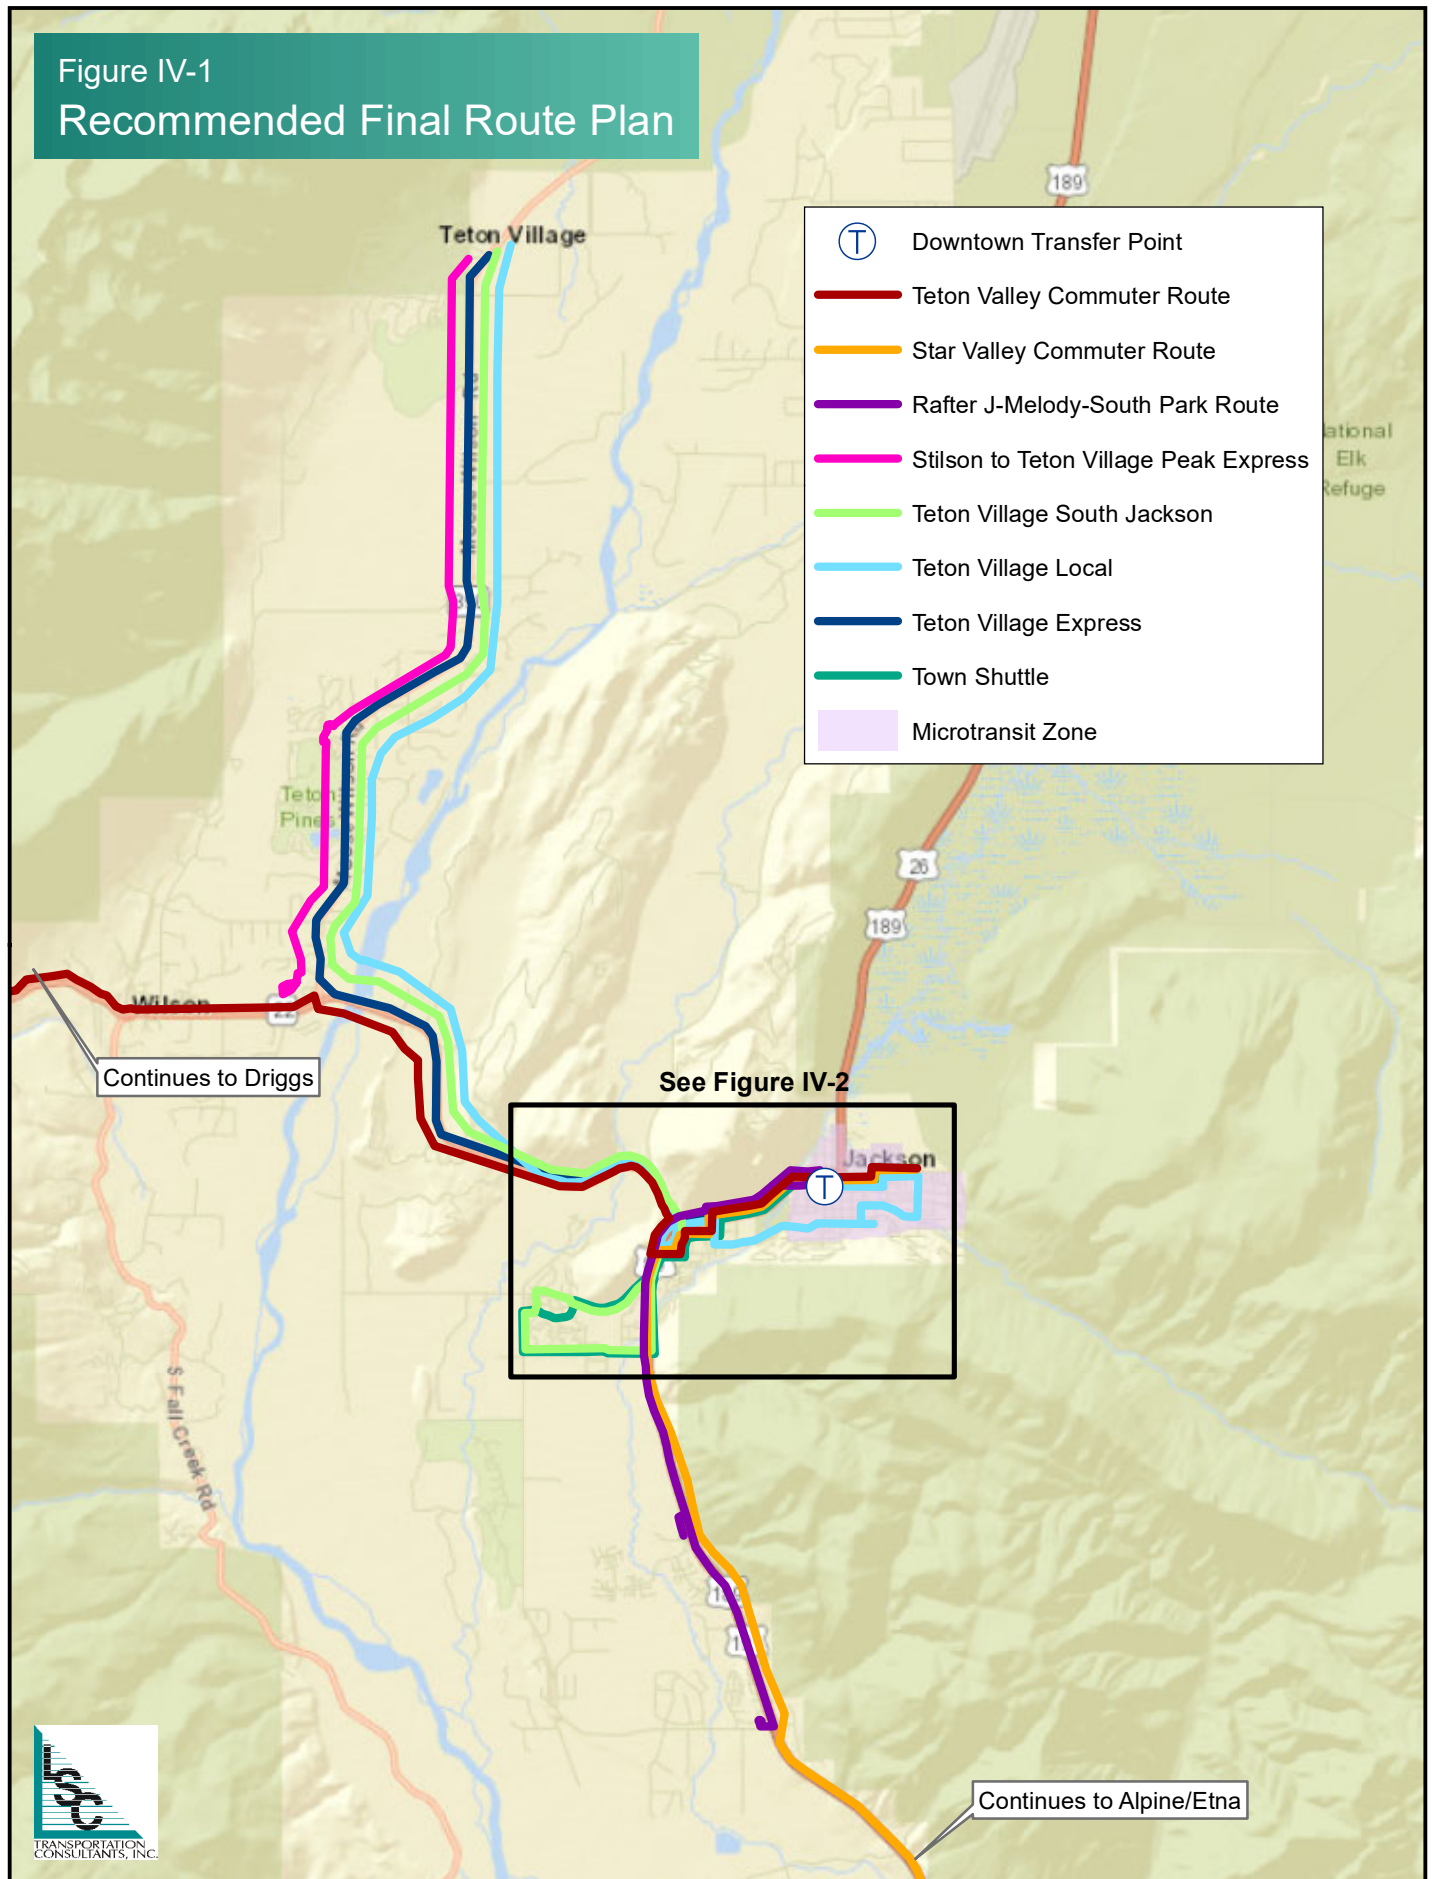 Figure IV-1
Recommended Final Route Plan
189
Teton Village
T
Downtown Transfer Point
Teton Valley Commuter Route
Star Valley Commuter Route
Rafter J-Melody-South Park Route
Stilson to Teton Village Peak Express
Teton Village South Jackson
Teton Village Local
Teton Village Express
Town Shuttle
Microtransit Zone
Elk
Teton
Pines
26
189
Wilson
22
Continues to Driggs
See Figure IV-2
Jackson
T
S Fall Creek Rd
Continues to Alpine/Etna
LSC
TRANSPORTATION
CONSULTANTS, INC.